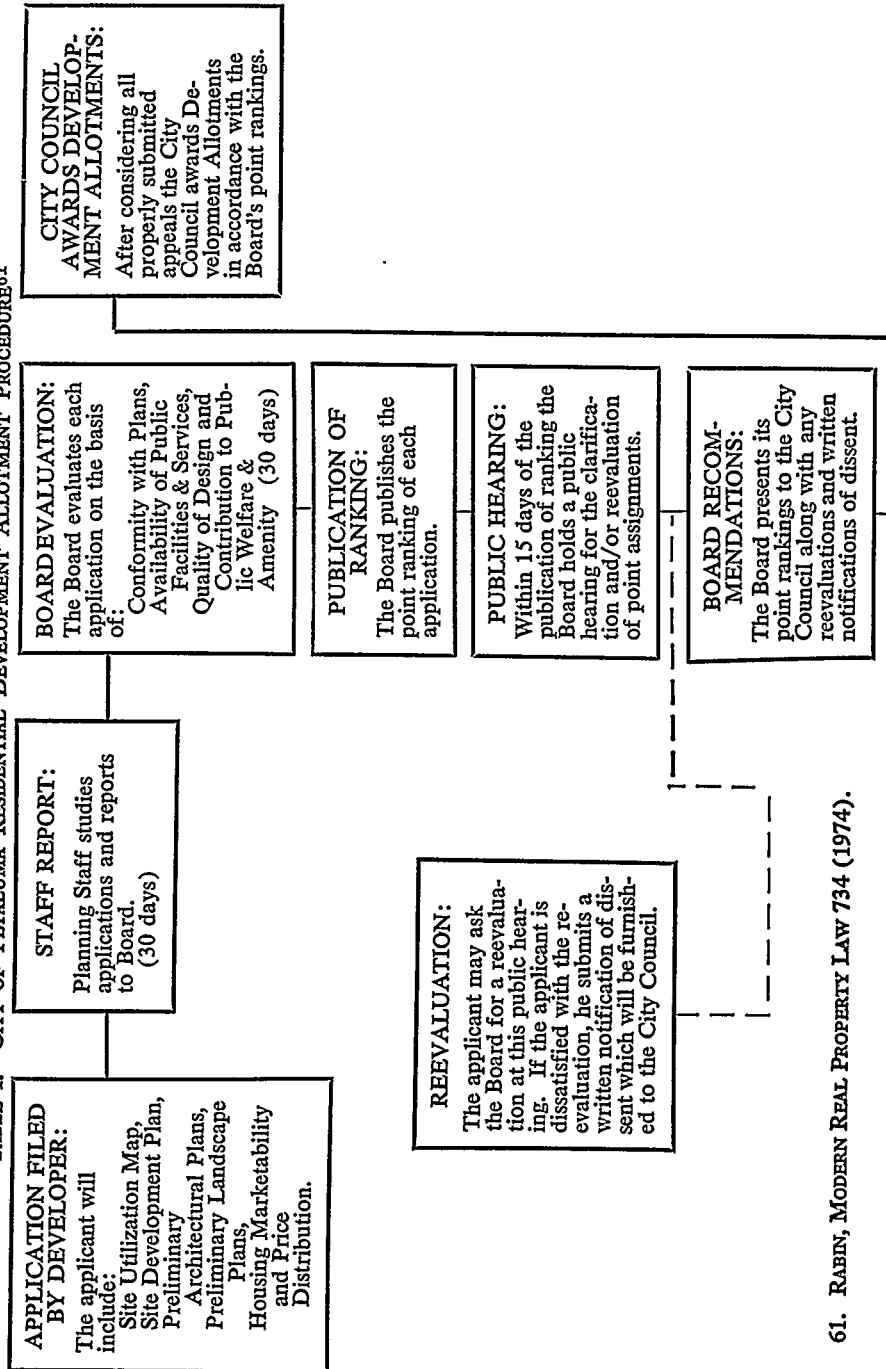 CITY OF PETALUMA RESIDENTIAL DEVELOPMENT ALLOTMENT PROCEDURE61
APPLICATION FILED
BY DEVELOPER:
The applicant will
include:
Site Utilization Map,
Site Development Plan,
Preliminary
Architectural Plans,
Preliminary Landscape
Plans,
Housing Marketability
and Price
Distribution.
STAFF REPORT:
Planning Staff studies
applications and reports
to Board.
(30 days)
BOARD EVALUATION:
The Board evaluates each
application on the basis
of:
Conformity with Plans,
Availability of Public
Facilities & Services,
Quality of Design and
Contribution to Pub-
lic Welfare &
Amenity (30 days)
PUBLICATION OF
RANKING:
The Board publishes the
point ranking of each
application.
PUBLIC HEARING:
Within 15 days of the
publication of ranking the
Board holds a public
hearing for the clarifica-
tion and/or reevaluation
of point assignments.
REEVALUATION:
The applicant may ask
the Board for a reevalua-
tion at this public hear-
ing. If the applicant is
dissatisfied with the re-
evaluation, he submits a
written notification of dis-
sent which will be furnish-
ed to the City Council.
BOARD RECOM-
MENDATIONS:
The Board presents its
point rankings to the City
Council along with any
reevaluations and written
notifications of dissent.
CITY COUNCIL
AWARDS DEVELOP-
MENT ALLOTMENTS:
After considering all
properly submitted
appeals the City
Council awards De-
velopment Allotments
in accordance with the
Board's point rankings.
61. RABIN, MODERN REAL PROPERTY LAW 734 (1974).